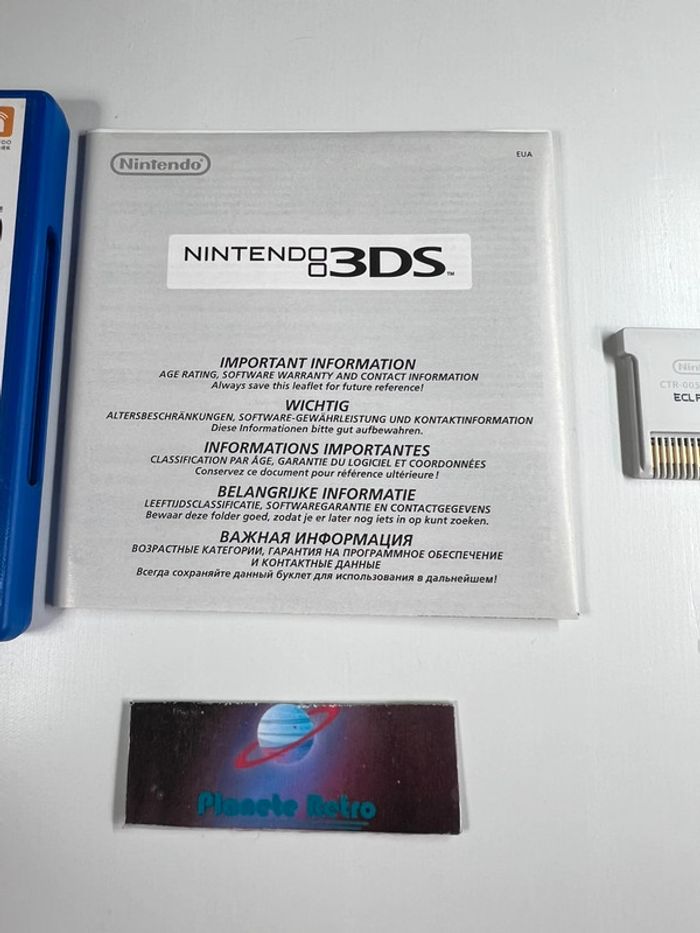 Nintendo
EUA
NINTENDO 3DS™
IMPORTANT INFORMATION
AGE RATING, SOFTWARE WARRANTY AND CONTACT INFORMATION
Always save this leaflet for future reference!
WICHTIG
ALTERSBESCHRÄNKUNGEN, SOFTWARE-GEWÄHRLEISTUNG UND KONTAKTINFORMATION
Diese Informationen bitte gut aufbewahren.
INFORMATIONS IMPORTANTES
CLASSIFICATION PAR ÂGE, GARANTIE DU LOGICIEL ET COORDONNÉES
Conservez ce document pour référence ultérieure !
BELANGRIJKE INFORMATIE
LEEFTIJDSCLASSIFICATIE, SOFTWAREGARANTIE EN CONTACTGEGEVENS
Bewaar deze folder goed, zodat je er later nog iets in op kunt zoeken.
ВАЖНАЯ ИНФОРМАЦИЯ
ВОЗРАСТНЫЕ КАТЕГОРИИ, ГАРАНТИЯ НА ПРОГРАММНОЕ ОБЕСПЕЧЕНИЕ
И КОНТАКТНЫЕ ДАННЫЕ
Всегда сохраняйте данный буклет для использования в дальнейшем!
CTR-005
Planete Retro